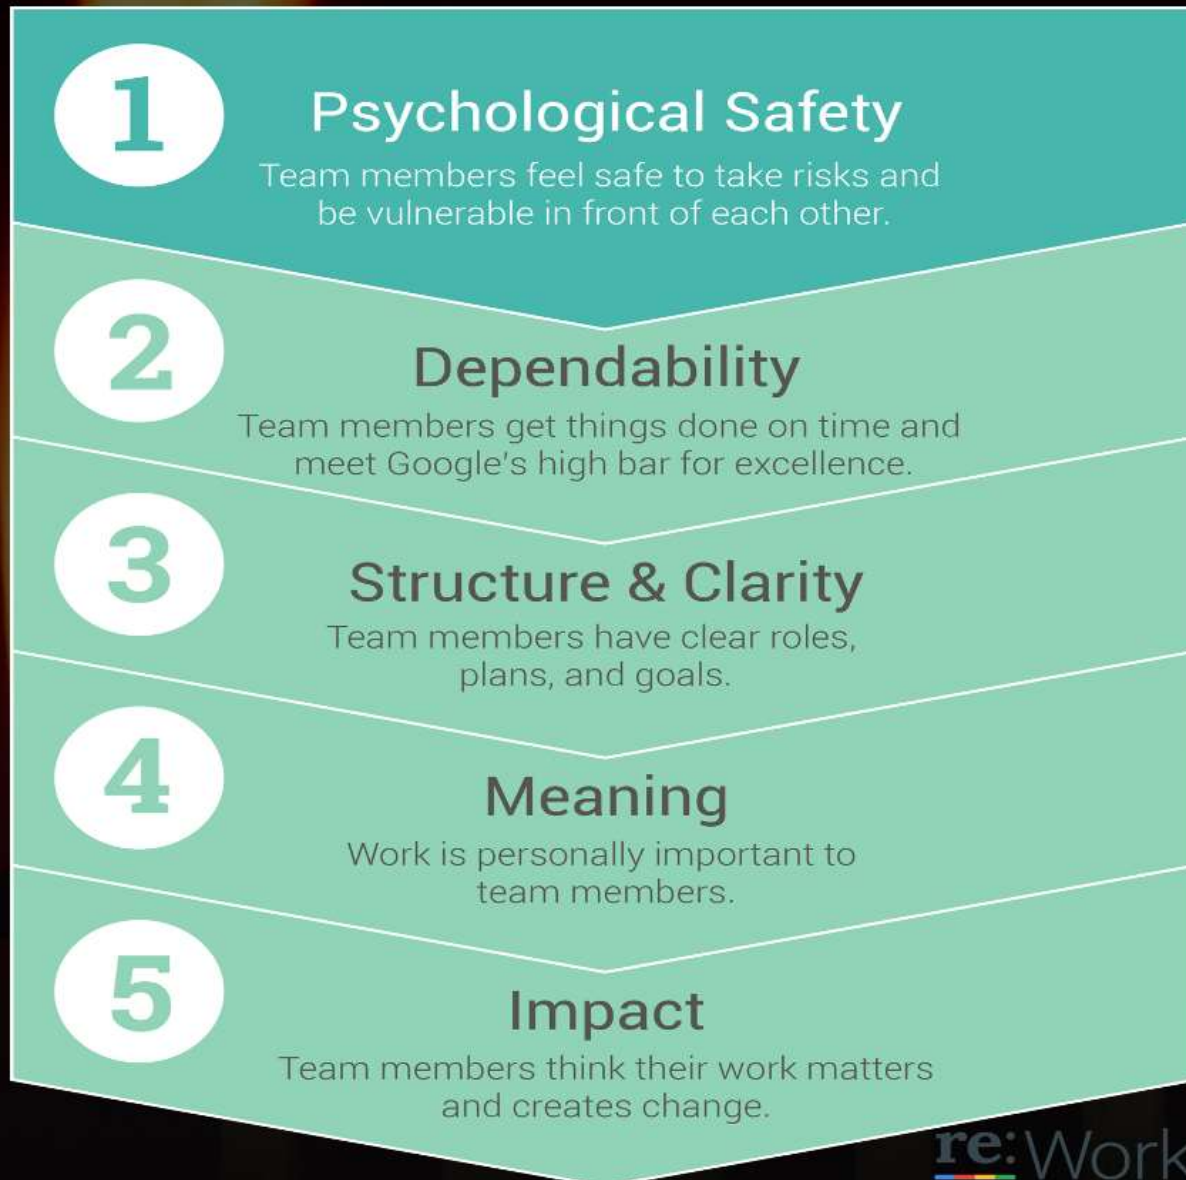 1
Psychological Safety
Team members feel safe to take risks and
be vulnerable in front of each other.
2
Dependability
Team members get things done on time and
meet Google's high bar for excellence.
3
Structure & Clarity
Team members have clear roles,
plans, and goals.
4
Meaning
Work is personally important to
team members.
5
Impact
Team members think their work matters
and creates change.
re:Work